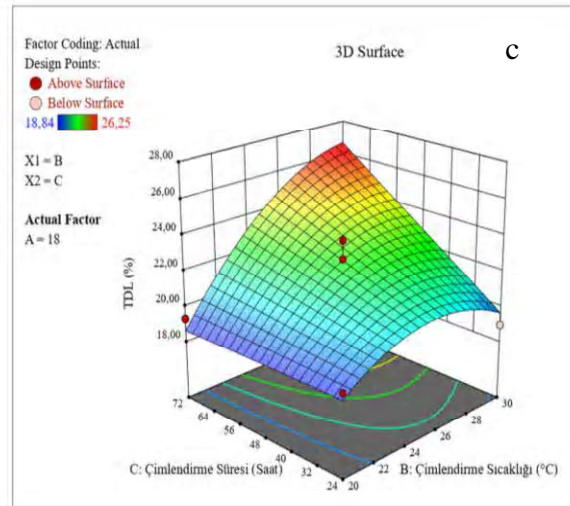 Factor Coding: Actual
3D Surface
c
Design Points:
Above Surface
Below Surface
18,84 26,25
X1 = B
X2 = C
Actual Factor
A = 18
TDL (%)
28,00
26,00
24,00
22,00
20,00
18,00
72
64
56
48
40
32
24
20
22
24
26
28
30
C: Çimlendirme Süresi (Saat)
B: Çimlendirme Sıcaklığı (°C)